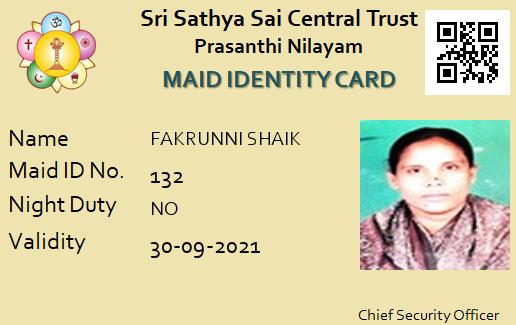 Sri Sathya Sai Central Trust
Prasanthi Nilayam
MAID IDENTITY CARD
Name FAKRUNNI SHAIK
Maid ID No. 132
Night Duty NO
Validity 30-09-2021
Chief Security Officer